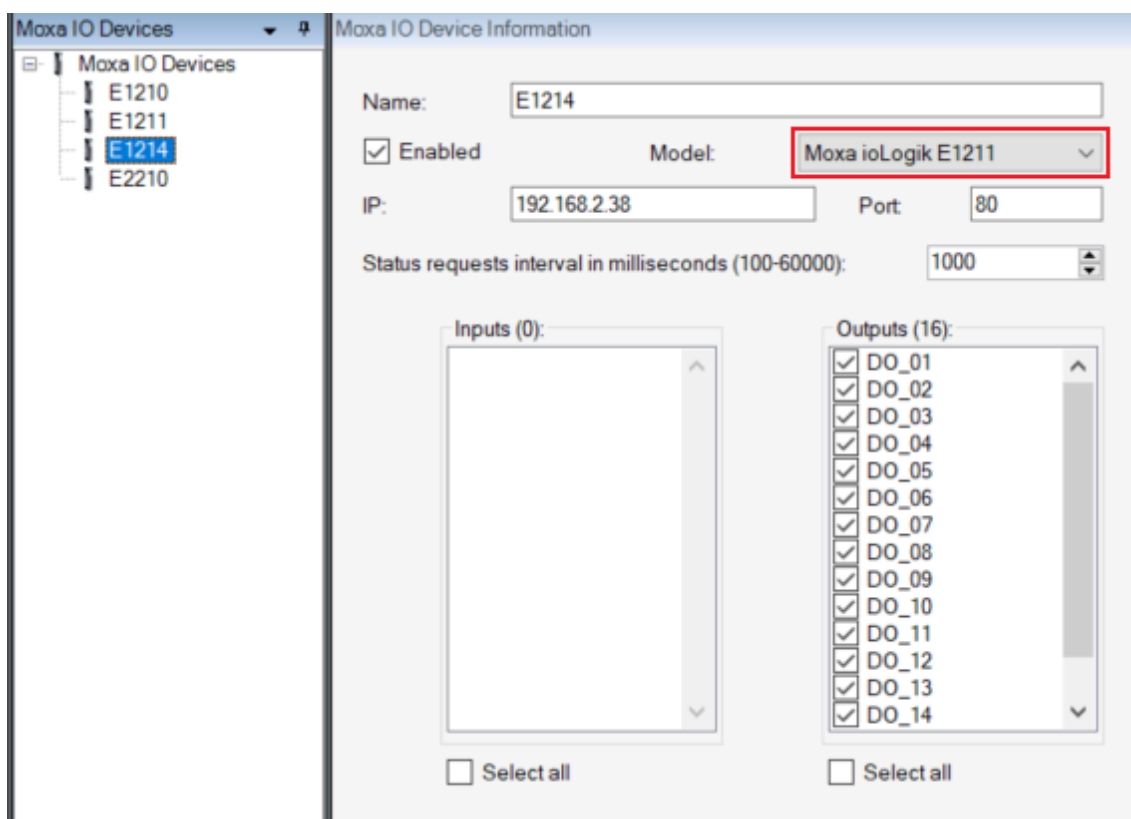 Moxa IO Devices
Moxa IO Devices
E1210
E1211
E1214
E2210
Moxa IO Device Information
Name: E1214
Enabled Model: Moxa ioLogik E1211
IP: 192.168.2.38 Port: 80
Status requests interval in milliseconds (100-60000): 1000
Inputs (0):
Select all
Outputs (16):
DO_01
DO_02
DO_03
DO_04
DO_05
DO_06
DO_07
DO_08
DO_09
DO_10
DO_11
DO_12
DO_13
DO_14
Select all